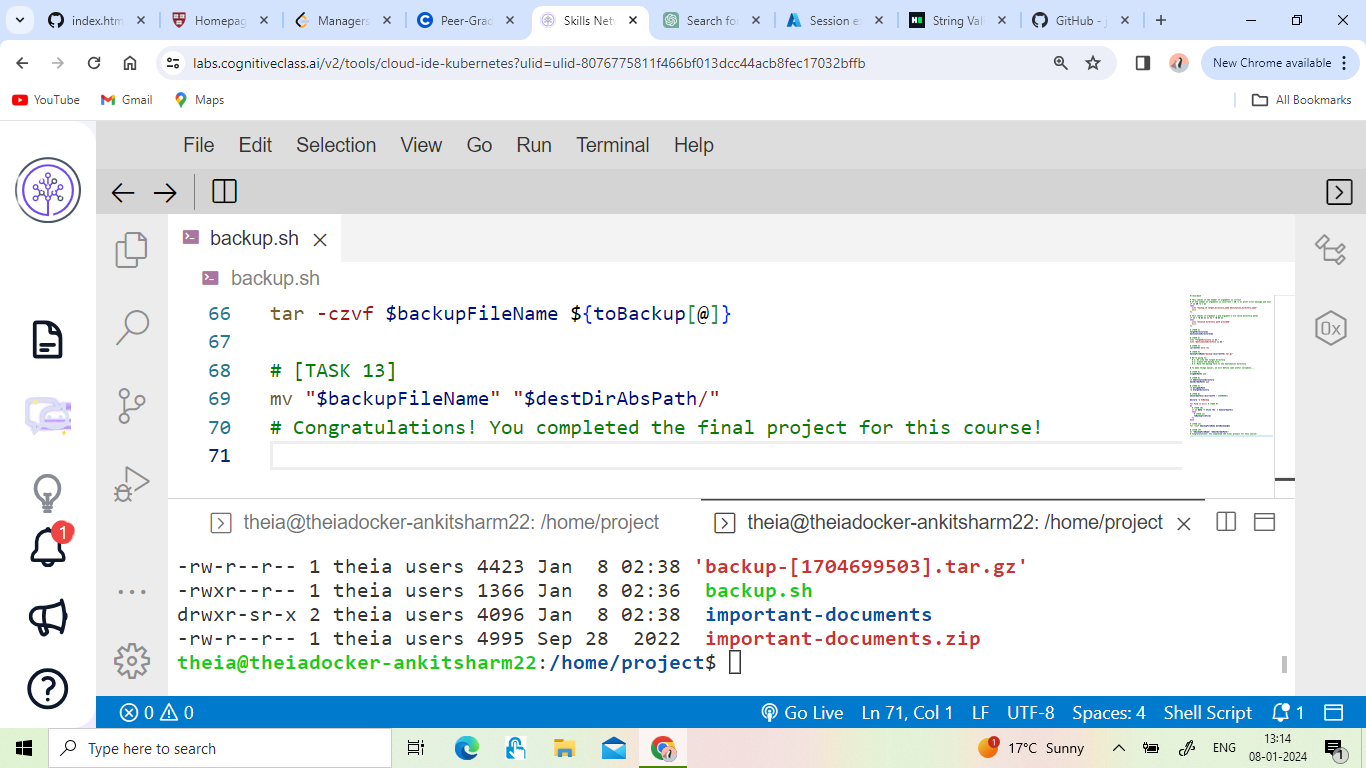 index.htm
Homepag
Managers
Peer-Grad
Skills Net
Search fo
Session e
String Val
GitHub - j
labs.cognitiveclass.ai/v2/tools/cloud-ide-kubernetes?ulid=ulid-8076775811f466bf013dcc44acb8fec17032bffb
New Chrome available
YouTube
Gmail
Maps
All Bookmarks
File Edit Selection View Go Run Terminal Help
backup.sh
backup.sh
66 tar -czvf $backupFileName ${toBackup[@]}
67
68 # [TASK 13]
69 mv "$backupFileName" "$destDirAbsPath/"
70 # Congratulations! You completed the final project for this course!
71
0x
theia@theiadocker-ankitsharm22: /home/project
theia@theiadocker-ankitsharm22: /home/project
-rw-r--r-- 1 theia users 4423 Jan  8 02:38 'backup-[1704699503].tar.gz'
-rwxr--r-- 1 theia users 1366 Jan  8 02:36  backup.sh
drwxr-sr-x 2 theia users 4096 Jan  8 02:38  important-documents
-rw-r--r-- 1 theia users 4995 Sep 28  2022  important-documents.zip
theia@theiadocker-ankitsharm22:/home/project$
1
0 0
Go Live
Ln 71, Col 1
LF
UTF-8
Spaces: 4
Shell Script
1
Type here to search
1
17°C Sunny
ENG
13:14
08-01-2024
1